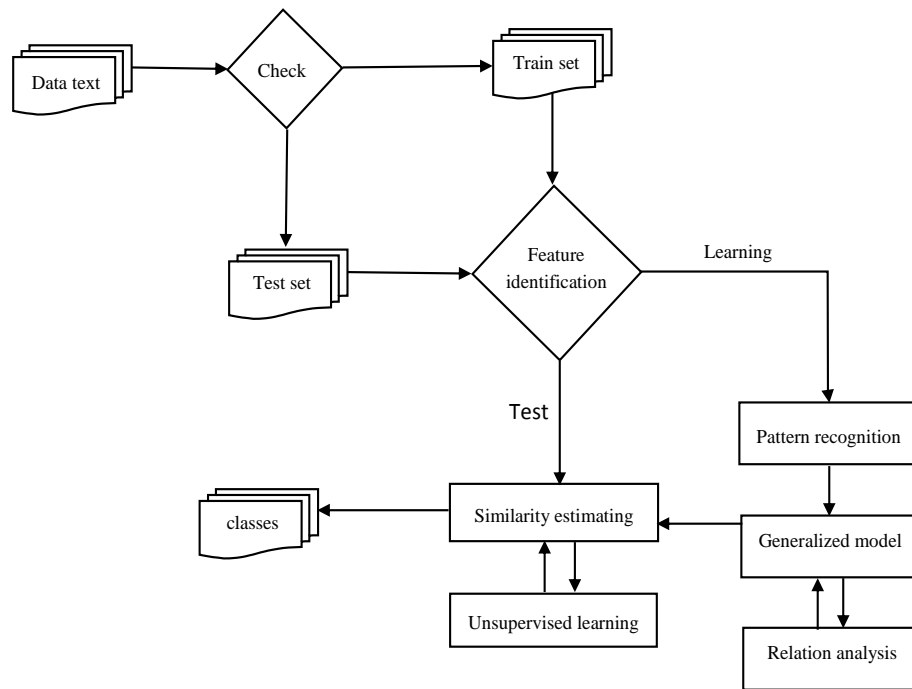 Data text
Check
Train set
Test set
Feature
identification
Learning
Test
Pattern recognition
classes
Similarity estimating
Generalized model
Unsupervised learning
Relation analysis